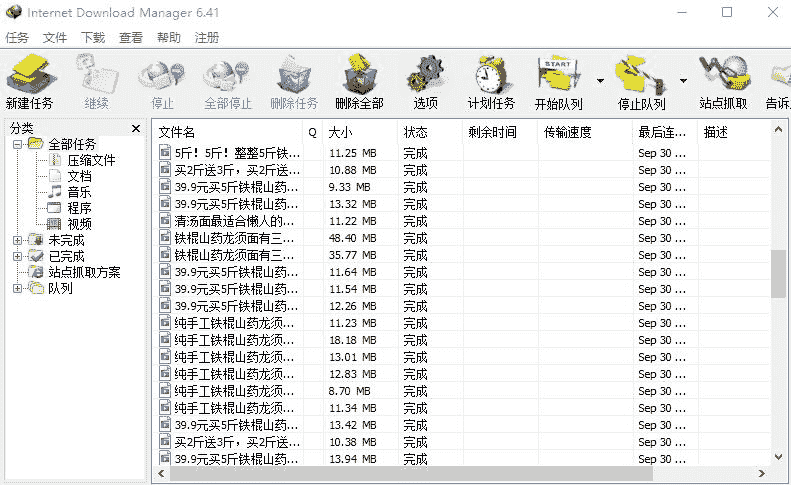 Internet Download Manager 6.41
任务 文件 下载 查看 帮助 注册
START
新建任务 继续 停止 全部停止 删除任务 删除全部 选项 计划任务 开始队列 停止队列 站点抓取 告诉
分类
全部任务
压缩文件
文档
音乐
程序
视频
未完成
已完成
站点抓取方案
队列
文件名 Q 大小 状态 剩余时间 传输速度 最后连... 描述
5斤！5斤！整整5斤铁... 11.25 MB 完成 Sep 30 ...
买2斤送3斤，买2斤送... 10.88 MB 完成 Sep 30 ...
39.9元买5斤铁棍山药... 9.33 MB 完成 Sep 30 ...
39.9元买5斤铁棍山药... 13.32 MB 完成 Sep 30 ...
清汤面最适合懒人的... 11.22 MB 完成 Sep 30 ...
铁棍山药龙须面有三... 48.40 MB 完成 Sep 30 ...
铁棍山药龙须面有三... 35.77 MB 完成 Sep 30 ...
39.9元买5斤铁棍山药... 11.64 MB 完成 Sep 30 ...
39.9元买5斤铁棍山药... 11.54 MB 完成 Sep 30 ...
39.9元买5斤铁棍山药... 12.26 MB 完成 Sep 30 ...
纯手工铁棍山药龙须... 11.23 MB 完成 Sep 30 ...
纯手工铁棍山药龙须... 18.18 MB 完成 Sep 30 ...
纯手工铁棍山药龙须... 13.01 MB 完成 Sep 30 ...
纯手工铁棍山药龙须... 12.83 MB 完成 Sep 30 ...
纯手工铁棍山药龙须... 8.70 MB 完成 Sep 30 ...
纯手工铁棍山药龙须... 11.34 MB 完成 Sep 30 ...
39.9元买5斤铁棍山药... 13.42 MB 完成 Sep 30 ...
买2斤送3斤，买2斤送... 10.38 MB 完成 Sep 30 ...
39.9元买5斤铁棍山药... 13.94 MB 完成 Sep 30 ...